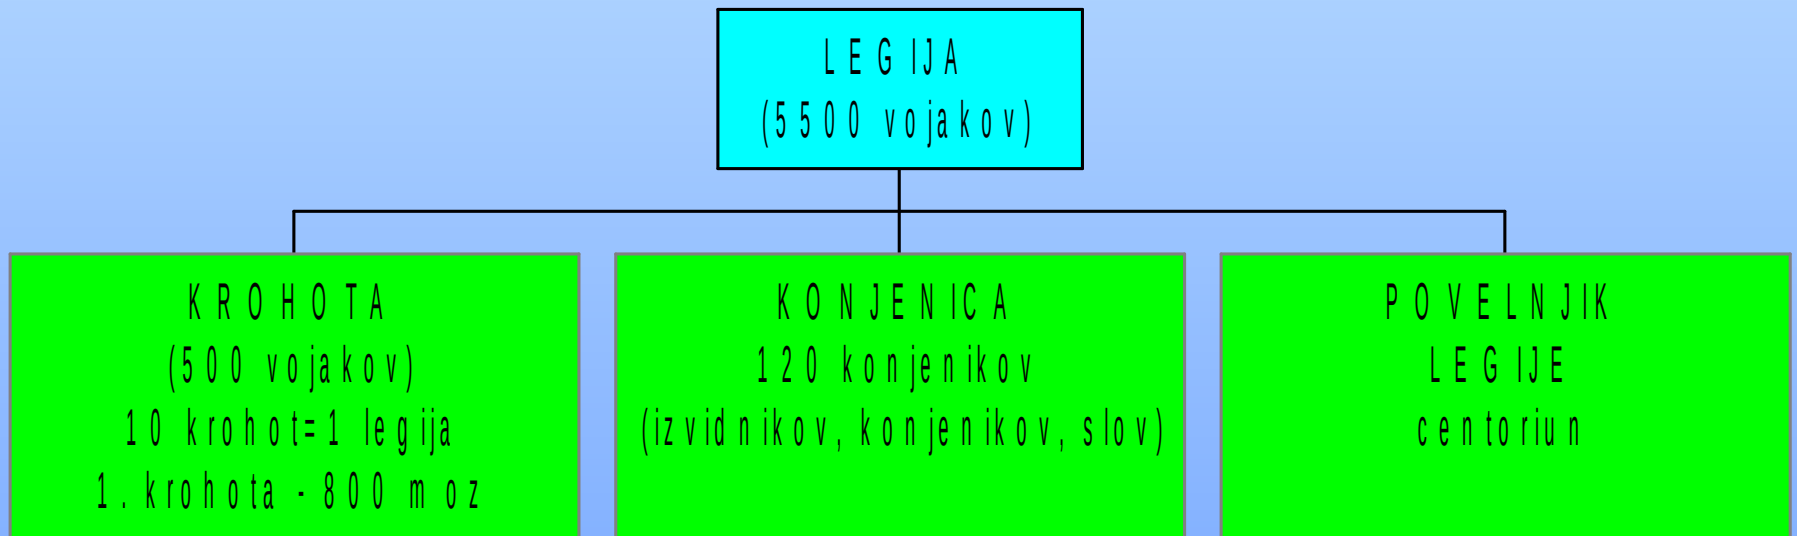 LEGIJA
(5500 vojakov)
KROHOTA
(500 vojakov)
10 krohot=1 legija
1. krohota - 800 moz
KONJENICA
120 konjenikov
(izvidnikov, konjenikov, slov)
POVELNJIK
LEGIJE
centoriun